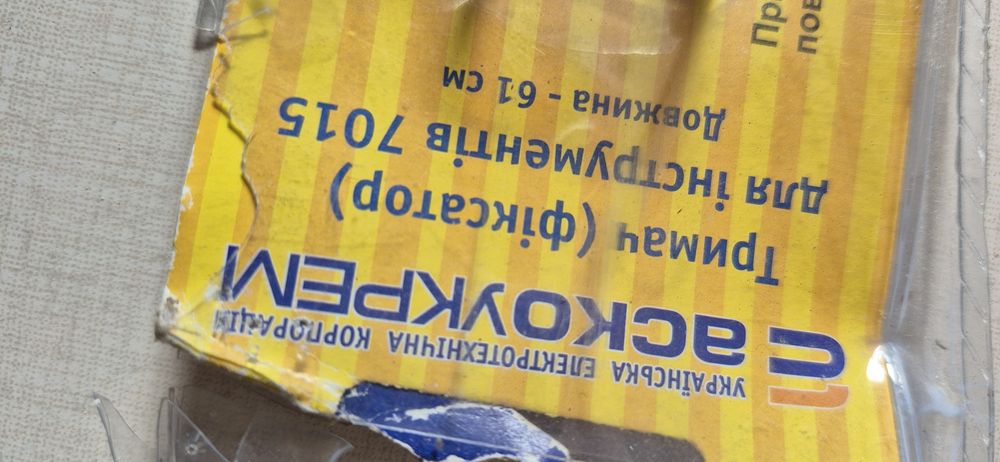 УКРАЇНСЬКА ЕЛЕКТРОТЕХНІЧНА КОРПОРАЦІЯ
АСКОУКРЕМ
Тримач (фіксатор)
для інструментів 7015
Довжина - 61 см